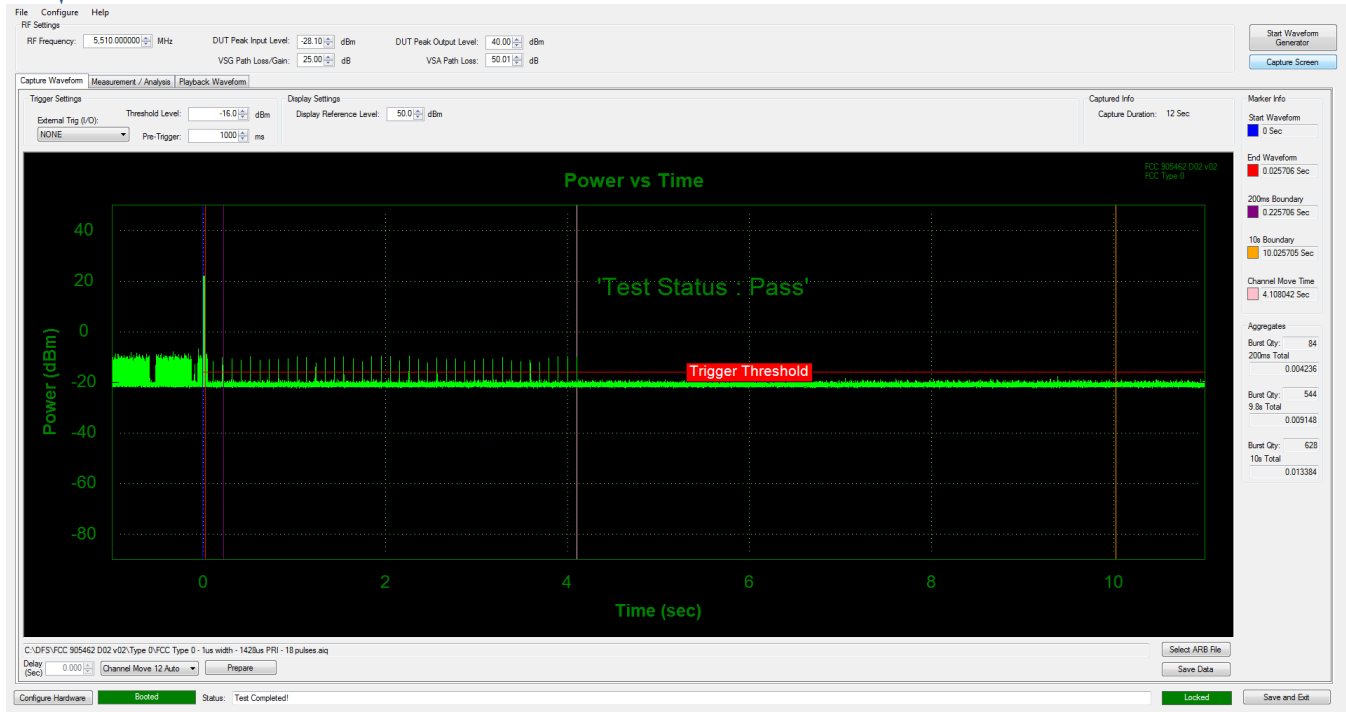 File Configure Help
RF Settings
RF Frequency: 5,510.000000 MHz DUT Peak Input Level: -28.10 dBm DUT Peak Output Level: 40.00 dBm
VSG Path Loss/Gain: 25.00 dB VSA Path Loss: 50.01 dB
Start Waveform
Generator
Capture Screen
Capture Waveform Measurement / Analysis Playback Waveform
Trigger Settings
External Trig (I/O):
NONE
Threshold Level: -16.0 dBm
Pre-Trigger: 1000 ms
Display Settings
Display Reference Level: 50.0 dBm
Captured Info
Capture Duration: 12 Sec
Power vs Time
FCC 905462 D02 v02
FCC Type 0
'Test Status : Pass'
Trigger Threshold
Power (dBm)
40
20
0
-20
-40
-60
-80
0 2 4 6 8 10
Time (sec)
Marker Info
Start Waveform
0 Sec
End Waveform
0.025706 Sec
200ms Boundary
0.225706 Sec
10s Boundary
10.025705 Sec
Channel Move Time
4.108042 Sec
Aggregates
Burst Qty: 84
200ms Total
0.004236
Burst Qty: 544
9.8s Total
0.009148
Burst Qty: 628
10s Total
0.013384
C:\DFS\FCC 905462 D02 v02\Type 0\FCC Type 0 - 1us width - 1428us PRI - 18 pulses.aiq
Select ARB File
Delay
(Sec) 0.000 Channel Move 12 Auto Prepare
Save Data
Configure Hardware Booted Status: Test Completed! Locked Save and Exit